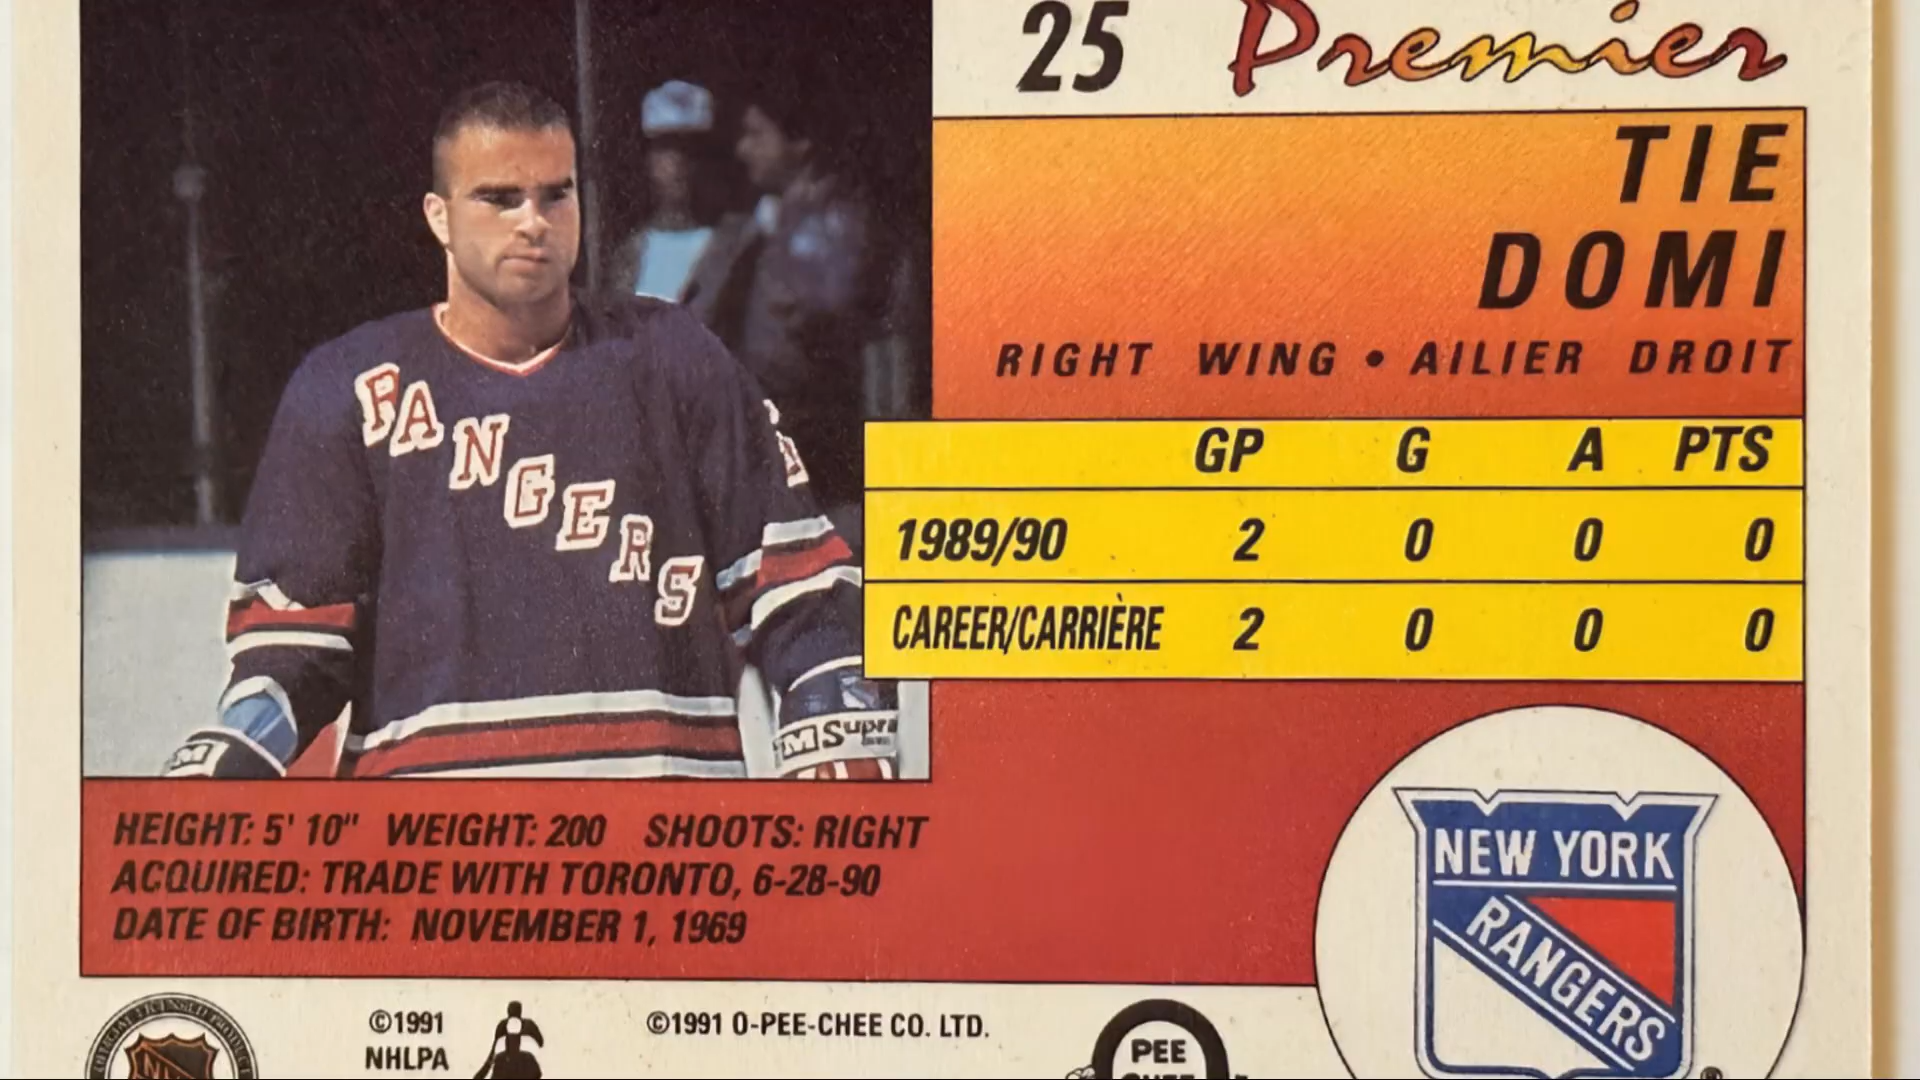 25 Premier
TIE
DOMI
RIGHT WING • AILIER DROIT
GP G A PTS
1989/90 2 0 0 0
CAREER/CARRIÈRE 2 0 0 0
RANGERS
HEIGHT: 5' 10" WEIGHT: 200 SHOOTS: RIGHT
ACQUIRED: TRADE WITH TORONTO, 6-28-90
DATE OF BIRTH: NOVEMBER 1, 1969
NEW YORK
RANGERS
©1991
NHLPA
©1991 O-PEE-CHEE CO. LTD.
PEE